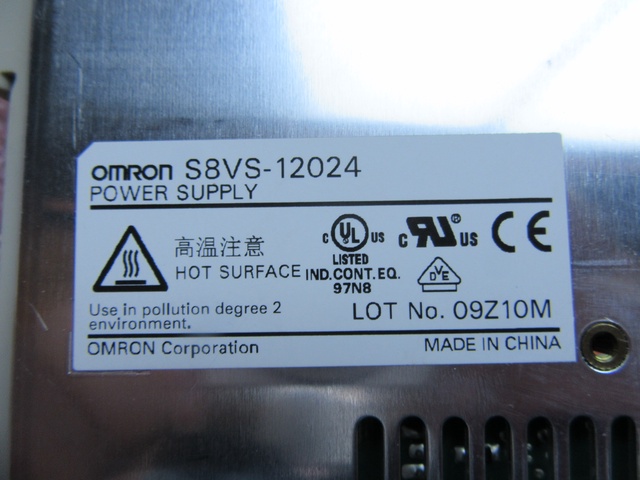 OMRON S8VS-12024
POWER SUPPLY
高温注意
HOT SURFACE
C UL US
LISTED
IND.CONT.EQ.
97N8
C RU® US
CE
DVE
Use in pollution degree 2
environment.
LOT No. 09Z10M
OMRON Corporation
MADE IN CHINA